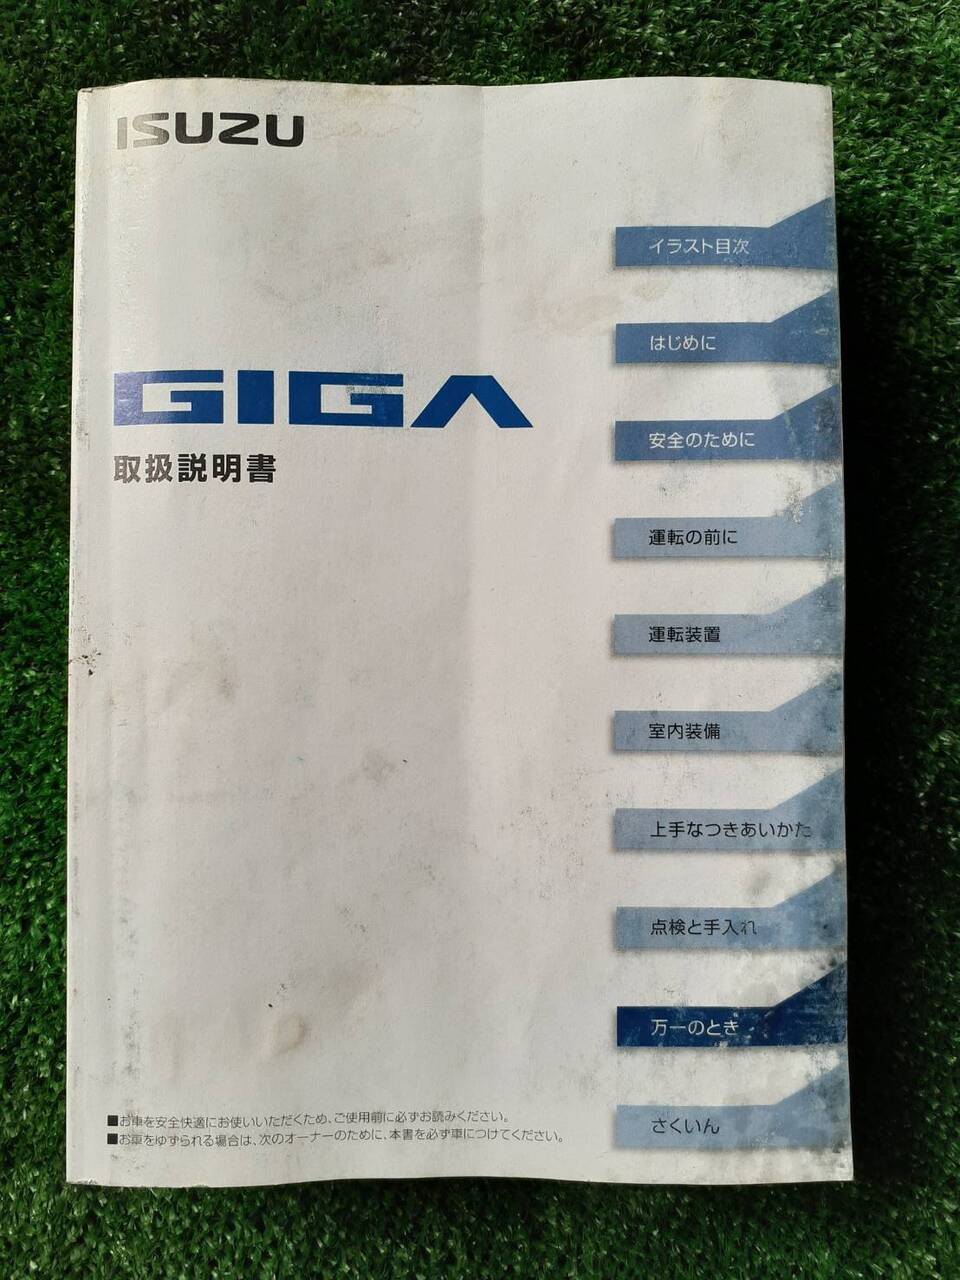 ISUZU
GIGA
取扱説明書
イラスト目次
はじめに
安全のために
運転の前に
運転装置
室内装備
上手なつきあいかた
点検と手入れ
万一のとき
さくいん
■お車を安全快適にお使いいただくため、ご使用前に必ずお読みください。
■お車をゆずられる場合は、次のオーナーのために、本書を必ず車につけてください。